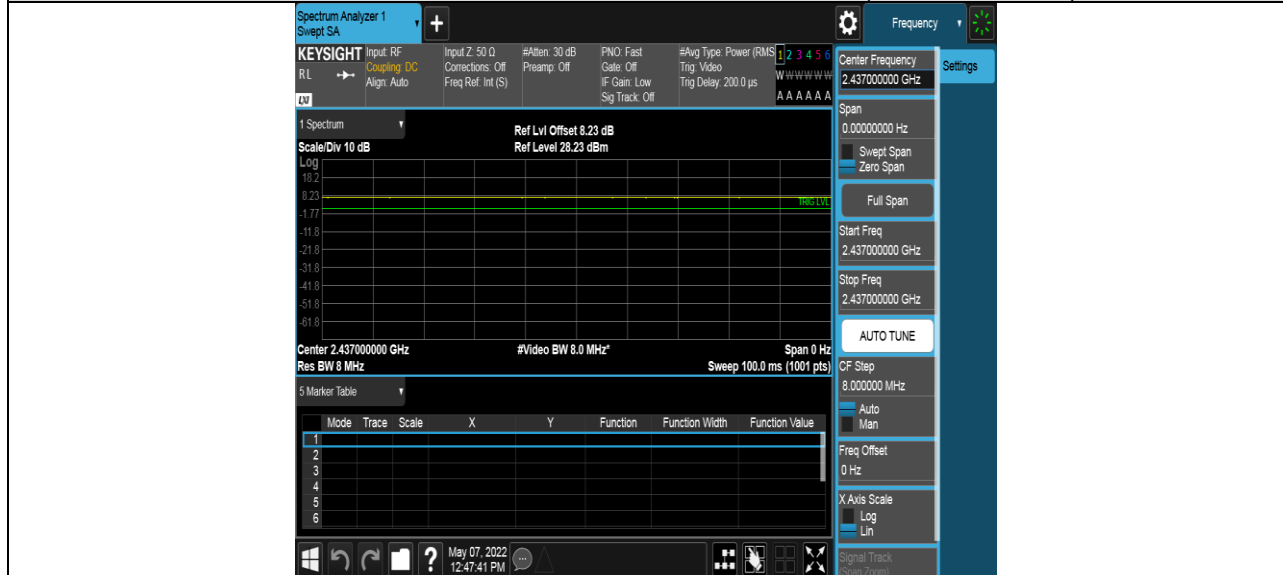 Spectrum Analyzer 1
Swept SA
+
Frequency
KEYSIGHT
RL
LXI
Input: RF
Coupling: DC
Align: Auto
Input Z: 50 Ω
Corrections: Off
Freq Ref: Int (S)
#Atten: 30 dB
Preamp: Off
PNO: Fast
Gate: Off
IF Gain: Low
Sig Track: Off
#Avg Type: Power (RMS
Trig: Video
Trig Delay: 200.0 µs
1 2 3 4 5 6
W W W W W W
A A A A A A
1 Spectrum
Scale/Div 10 dB
Ref Lvl Offset 8.23 dB
Ref Level 28.23 dBm
Log
18.2
8.23
-1.77
-11.8
-21.8
-31.8
-41.8
-51.8
-61.8
TRIG LVL
Center 2.437000000 GHz
#Video BW 8.0 MHz*
Span 0 Hz
Res BW 8 MHz
Sweep 100.0 ms (1001 pts)
5 Marker Table
Mode Trace Scale X Y Function Function Width Function Value
1
2
3
4
5
6
?
May 07, 2022
12:47:41 PM
Center Frequency
2.437000000 GHz
Settings
Span
0.00000000 Hz
Swept Span
Zero Span
Full Span
Start Freq
2.437000000 GHz
Stop Freq
2.437000000 GHz
AUTO TUNE
CF Step
8.000000 MHz
Auto
Man
Freq Offset
0 Hz
X Axis Scale
Log
Lin
Signal Track
(Span Zoom)